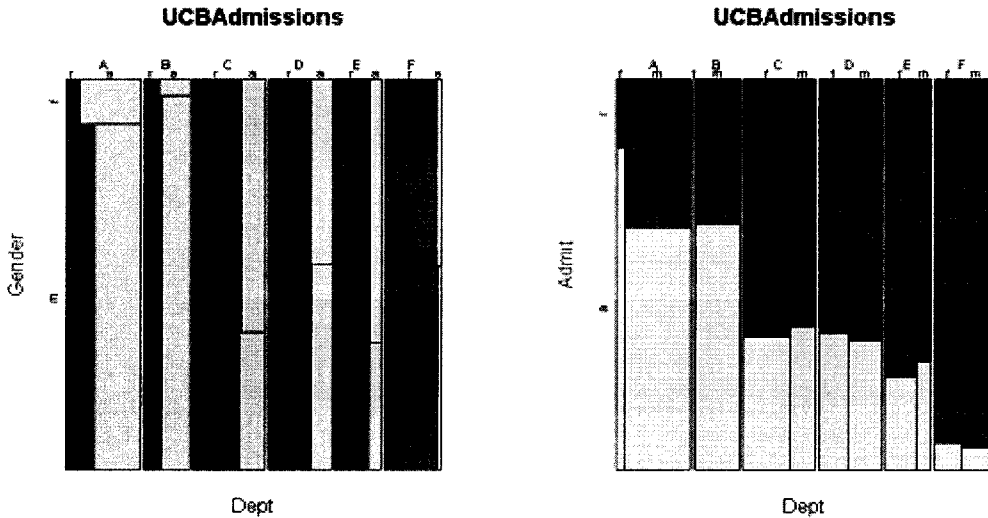 UCBAdmissions
A B C D E F
r a r a r a r a r a r a
f
m
Gender
Dept
UCBAdmissions
A B C D E F
f m f m f m f m f m f m
r
a
Admit
Dept